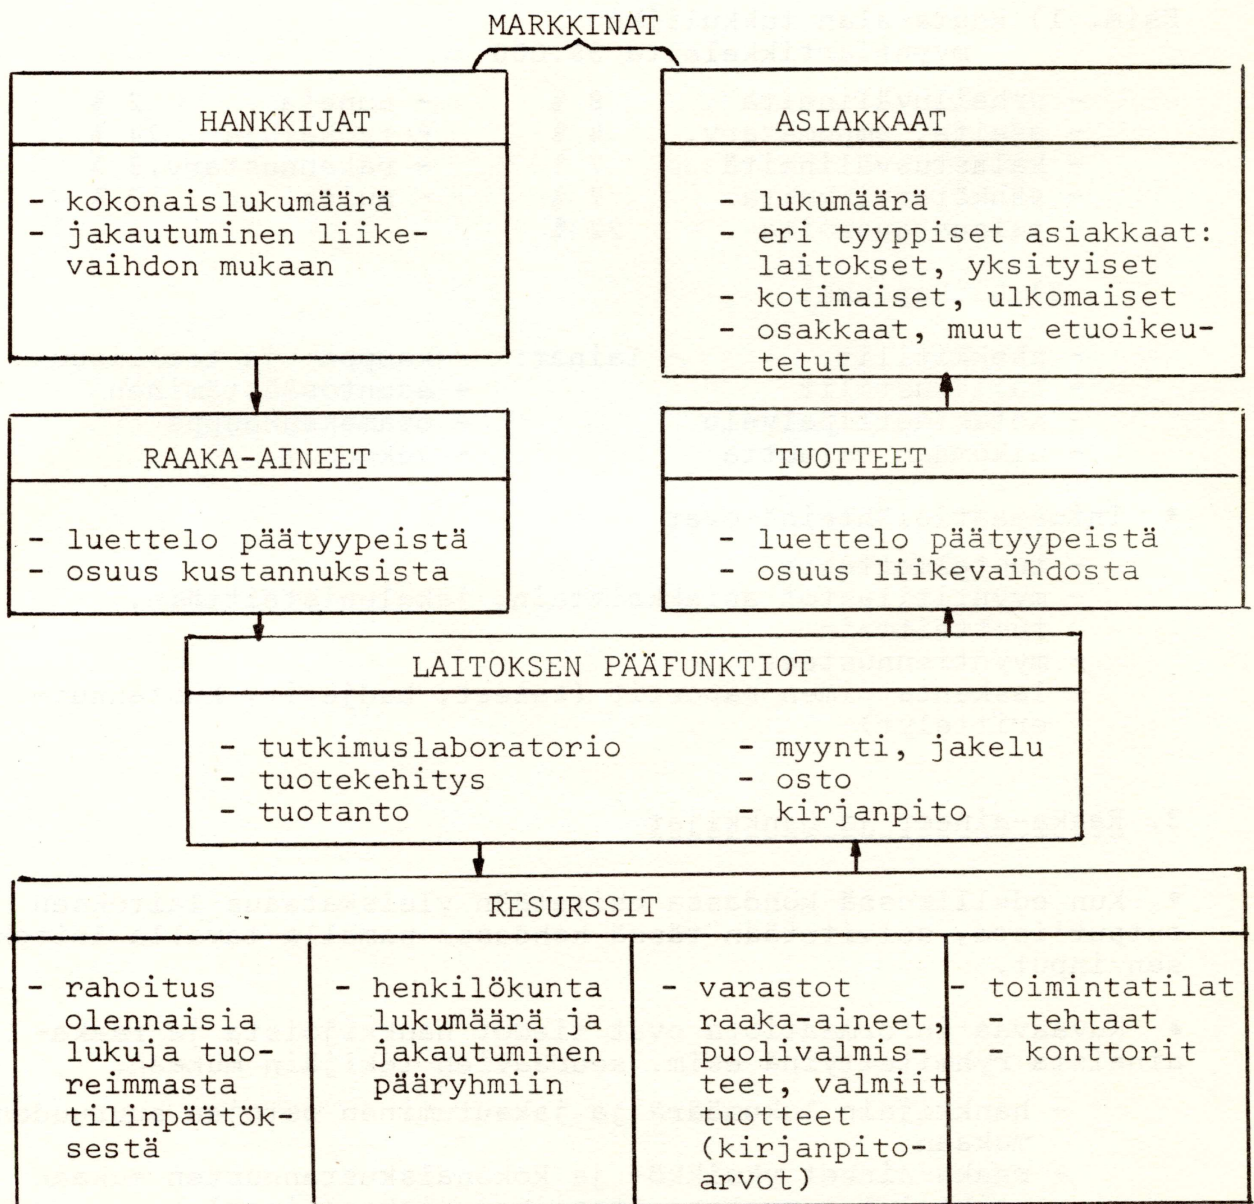 MARKKINAT
HANKKIJAT
- kokonaislukumäärä
- jakautuminen liike-
vaihdon mukaan
ASIAKKAAT
- lukumäärä
- eri tyyppiset asiakkaat:
laitokset, yksityiset
- kotimaiset, ulkomaiset
- osakkaat, muut etuoikeu-
tetut
RAAKA-AINEET
- luettelo päätyypeistä
- osuus kustannuksista
TUOTTEET
- luettelo päätyypeistä
- osuus liikevaihdosta
LAITOKSEN PÄÄFUNKTIOT
- tutkimuslaboratorio
- tuotekehitys
- tuotanto
- myynti, jakelu
- osto
- kirjanpito
RESURSSIT
- rahoitus
olennaisia
lukuja tuo-
reimmasta
tilinpäätök-
sestä
- henkilökunta
lukumäärä ja
jakautuminen
pääryhmiin
- varastot
raaka-aineet,
puolivalmis-
teet, valmiit
tuotteet
(kirjanpito-
arvot)
- toimintatilat
- tehtaat
- konttorit